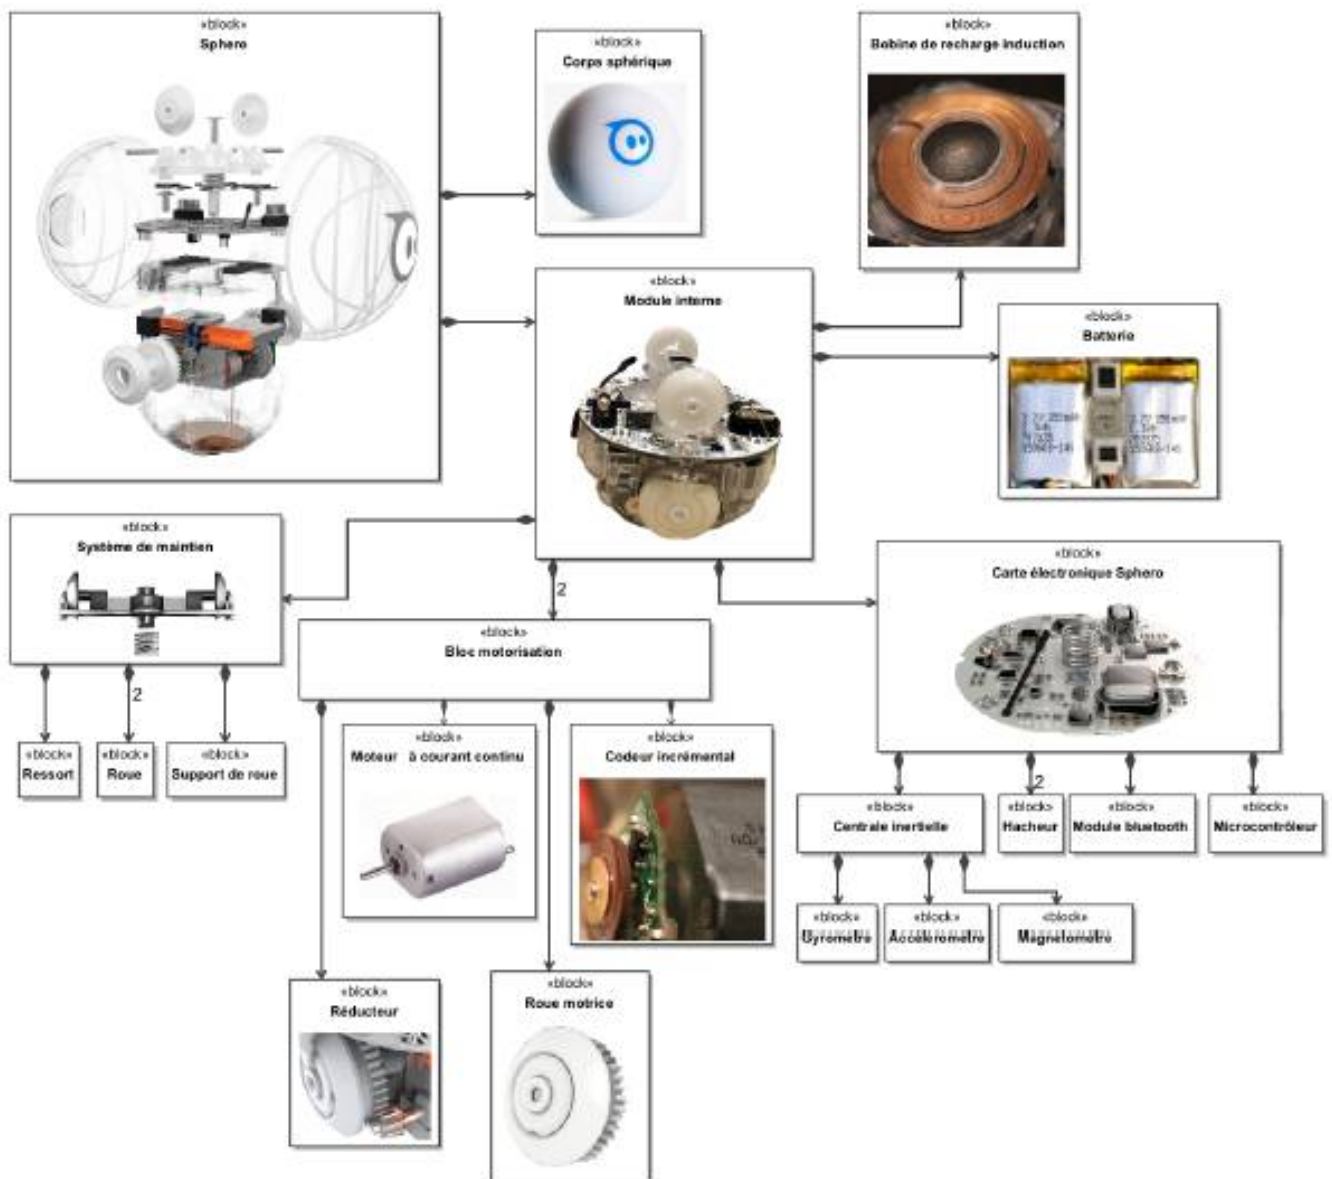 «block»
Sphero
«block»
Corps sphérique
«block»
Bobine de recharge induction
«block»
Module interne
«block»
Batterie
«block»
Système de maintien
2
«block»
Carte électronique Sphero
«block»
Bloc motorisation
2
«block»
Ressort
«block»
Roue
«block»
Support de roue
«block»
Moteur à courant continu
«block»
Codeur incrémental
2
«block»
Centrale inertielle
«block»
Hacheur
«block»
Module bluetooth
«block»
Microcontrôleur
«block»
Gyromètre
«block»
Accéléromètre
«block»
Magnétomètre
«block»
Réducteur
«block»
Roue motrice